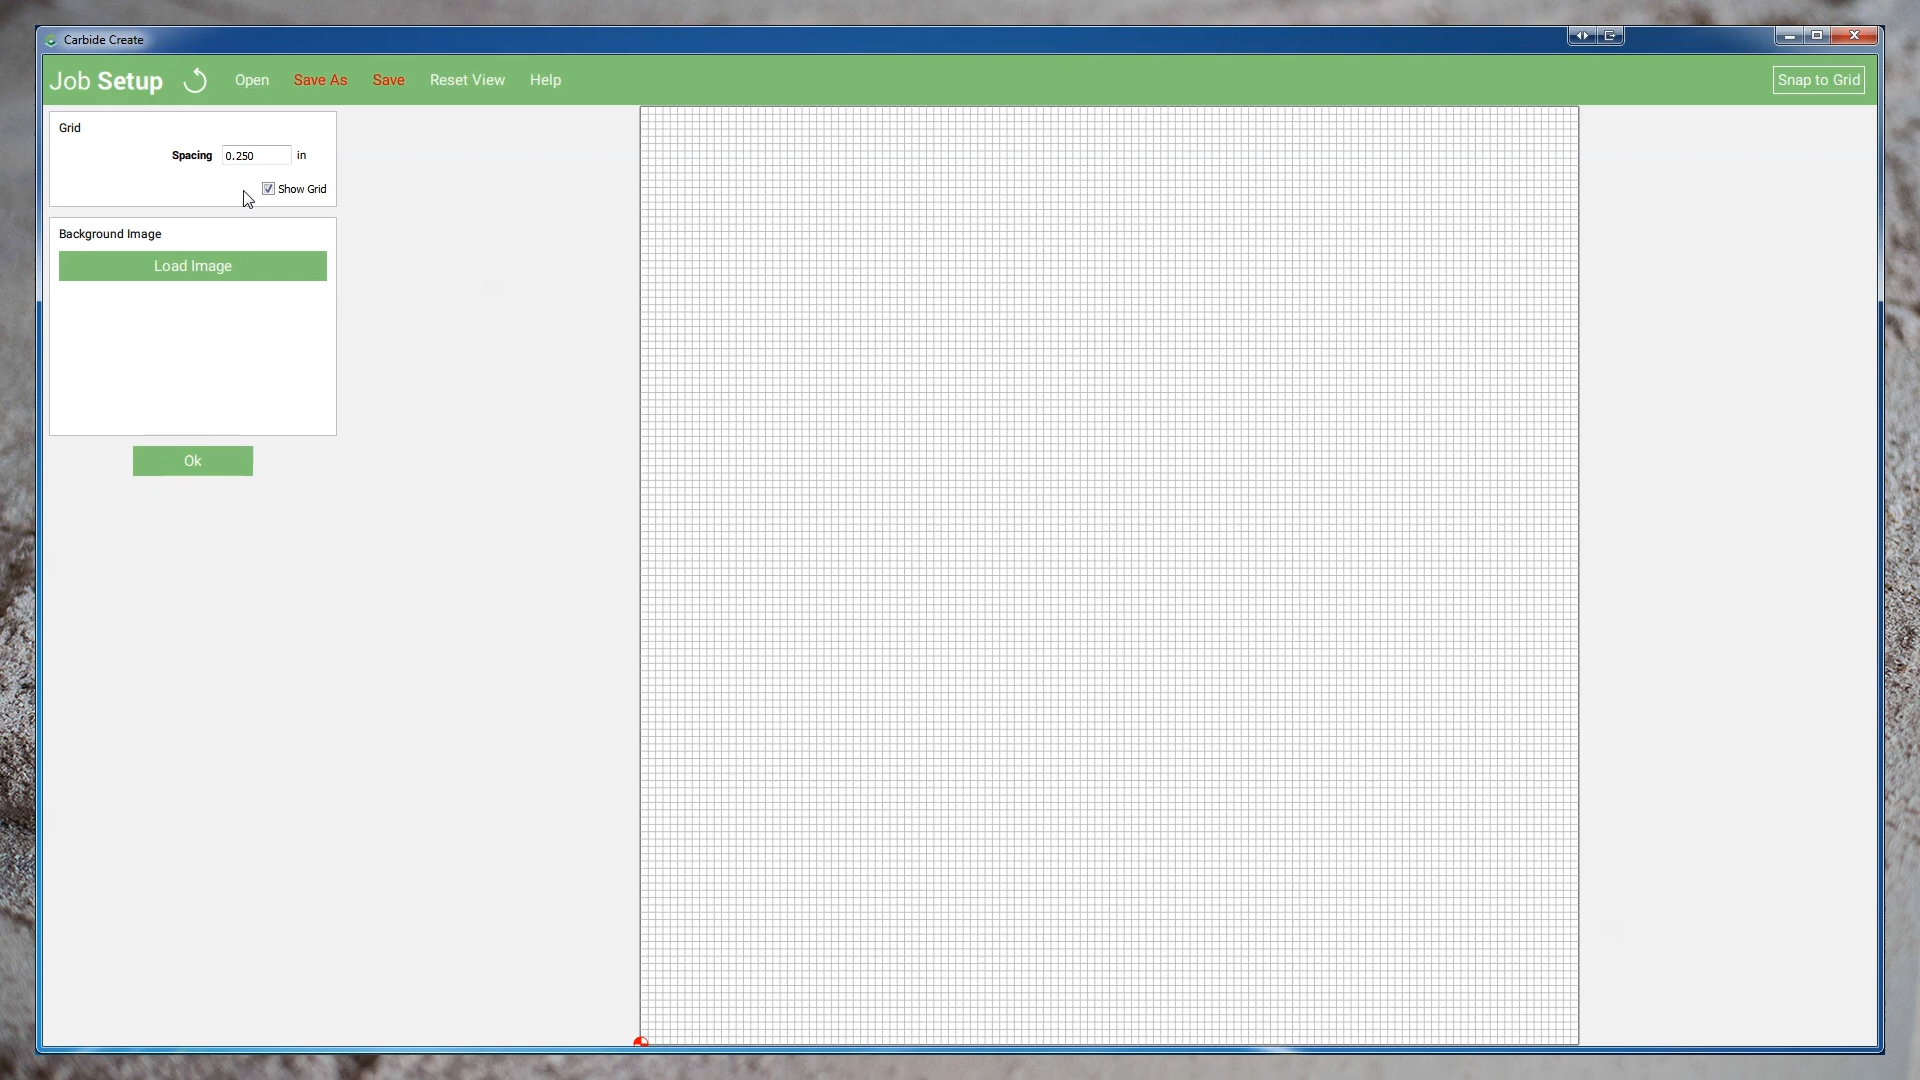 Carbide Create
Job Setup Open Save As Save Reset View Help Snap to Grid
Grid
Spacing 0.250 in
Show Grid
Background Image
Load Image
Ok